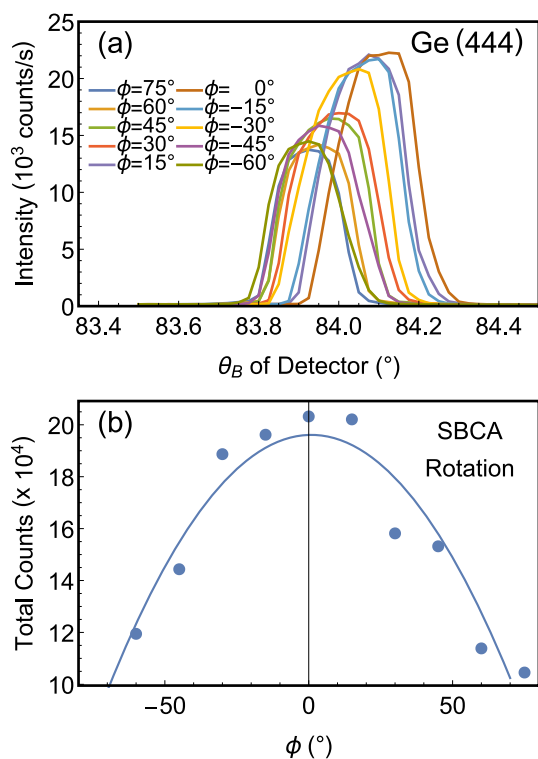 (a) Ge (444)
ϕ=75° ϕ= 0°
ϕ=60° ϕ=−15°
ϕ=45° ϕ=−30°
ϕ=30° ϕ=−45°
ϕ=15° ϕ=−60°
Intensity (10³ counts/s)
25
20
15
10
5
0
83.4 83.6 83.8 84.0 84.2 84.4
θB of Detector (°)
(b) SBCA
Rotation
Total Counts (x 10⁴)
20
18
16
14
12
10
−50 0 50
ϕ (°)